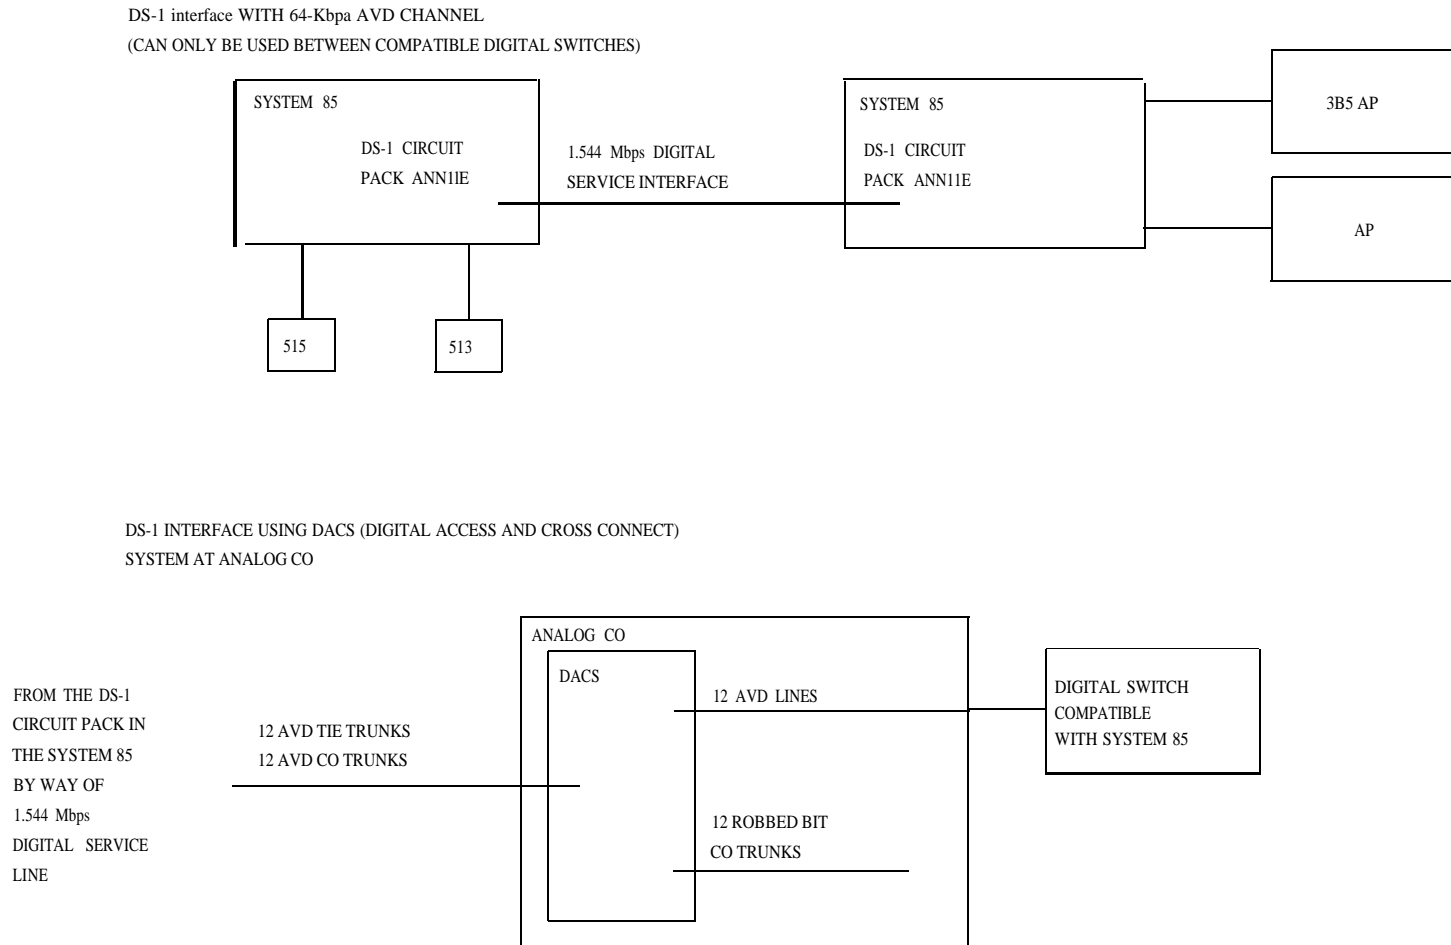 DS-1 interface WITH 64-Kbpa AVD CHANNEL
(CAN ONLY BE USED BETWEEN COMPATIBLE DIGITAL SWITCHES)
SYSTEM 85
DS-1 CIRCUIT
PACK ANN1lE
1.544 Mbps DIGITAL
SERVICE INTERFACE
SYSTEM 85
DS-1 CIRCUIT
PACK ANN11E
3B5 AP
AP
515
513
DS-1 INTERFACE USING DACS (DIGITAL ACCESS AND CROSS CONNECT)
SYSTEM AT ANALOG CO
FROM THE DS-1
CIRCUIT PACK IN
THE SYSTEM 85
BY WAY OF
1.544 Mbps
DIGITAL SERVICE
LINE
12 AVD TIE TRUNKS
12 AVD CO TRUNKS
ANALOG CO
DACS
12 AVD LINES
12 ROBBED BIT
CO TRUNKS
DIGITAL SWITCH
COMPATIBLE
WITH SYSTEM 85